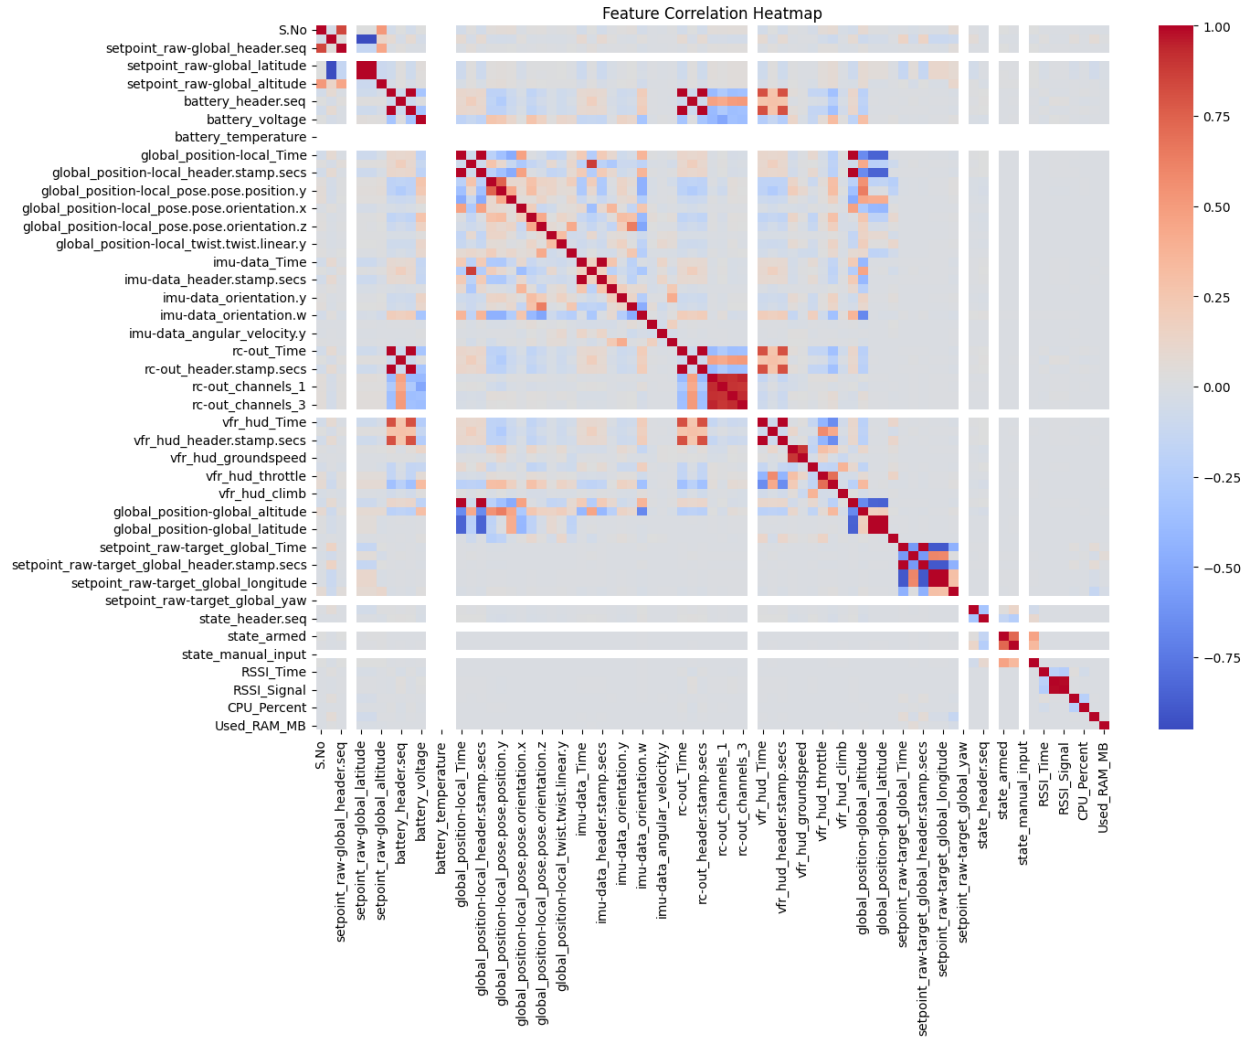 Feature Correlation Heatmap
S.No
setpoint_raw-global_header.seq
setpoint_raw-global_latitude
setpoint_raw-global_altitude
battery_header.seq
battery_voltage
battery_temperature
global_position-local_Time
global_position-local_header.stamp.secs
global_position-local_pose.pose.position.y
global_position-local_pose.pose.orientation.x
global_position-local_pose.pose.orientation.z
global_position-local_twist.twist.linear.y
imu-data_Time
imu-data_header.stamp.secs
imu-data_orientation.y
imu-data_orientation.w
imu-data_angular_velocity.y
rc-out_Time
rc-out_header.stamp.secs
rc-out_channels_1
rc-out_channels_3
vfr_hud_Time
vfr_hud_header.stamp.secs
vfr_hud_groundspeed
vfr_hud_throttle
vfr_hud_climb
global_position-global_altitude
global_position-global_latitude
setpoint_raw-target_global_Time
setpoint_raw-target_global_header.stamp.secs
setpoint_raw-target_global_longitude
setpoint_raw-target_global_yaw
state_header.seq
state_armed
state_manual_input
RSSI_Time
RSSI_Signal
CPU_Percent
Used_RAM_MB
S.No
setpoint_raw-global_header.seq
setpoint_raw-global_latitude
setpoint_raw-global_altitude
battery_header.seq
battery_voltage
battery_temperature
global_position-local_Time
global_position-local_header.stamp.secs
global_position-local_pose.pose.position.y
global_position-local_pose.pose.orientation.x
global_position-local_pose.pose.orientation.z
global_position-local_twist.twist.linear.y
imu-data_Time
imu-data_header.stamp.secs
imu-data_orientation.y
imu-data_orientation.w
imu-data_angular_velocity.y
rc-out_Time
rc-out_header.stamp.secs
rc-out_channels_1
rc-out_channels_3
vfr_hud_Time
vfr_hud_header.stamp.secs
vfr_hud_groundspeed
vfr_hud_throttle
vfr_hud_climb
global_position-global_altitude
global_position-global_latitude
setpoint_raw-target_global_Time
setpoint_raw-target_global_header.stamp.secs
setpoint_raw-target_global_longitude
setpoint_raw-target_global_yaw
state_header.seq
state_armed
state_manual_input
RSSI_Time
RSSI_Signal
CPU_Percent
Used_RAM_MB
1.00
0.75
0.50
0.25
0.00
−0.25
−0.50
−0.75